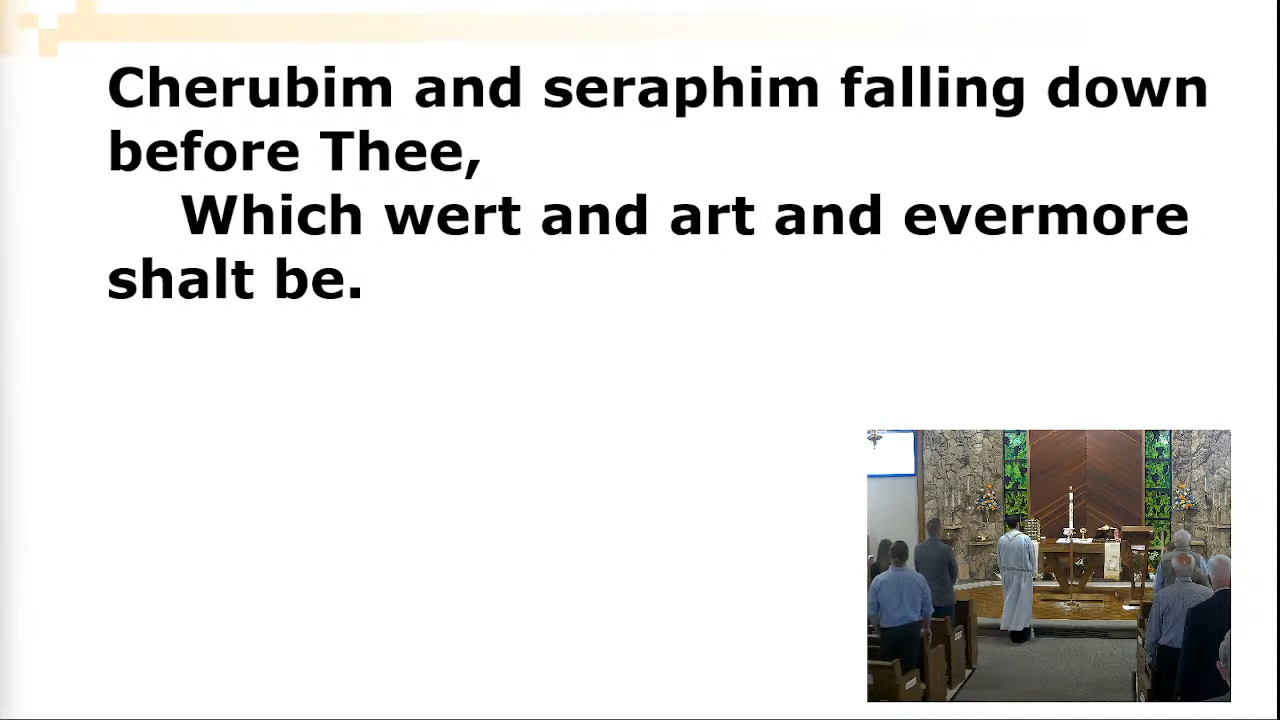 Cherubim and seraphim falling down
before Thee,
Which wert and art and evermore
shalt be.